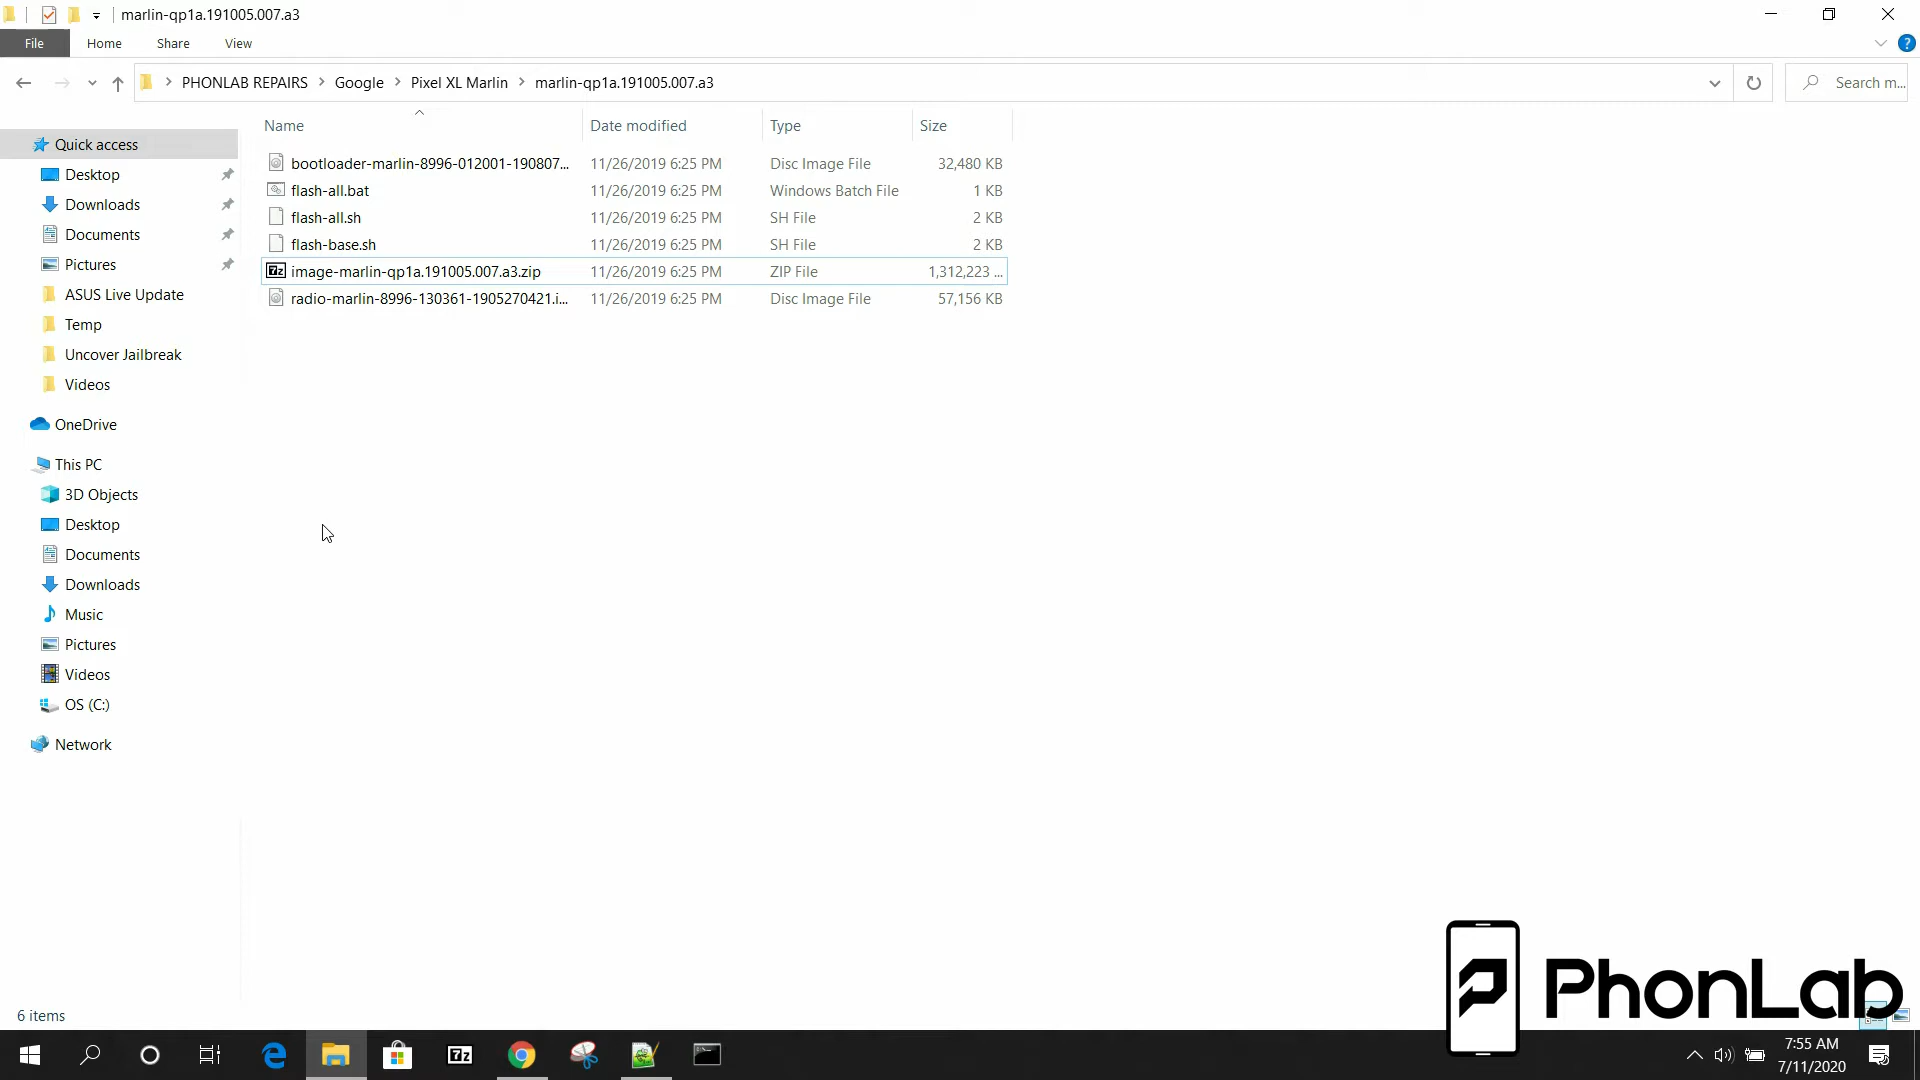 marlin-qp1a.191005.007.a3
File Home Share View
PHONLAB REPAIRS Google Pixel XL Marlin marlin-qp1a.191005.007.a3
Search m...
Name Date modified Type Size
bootloader-marlin-8996-012001-190807... 11/26/2019 6:25 PM Disc Image File 32,480 KB
flash-all.bat 11/26/2019 6:25 PM Windows Batch File 1 KB
flash-all.sh 11/26/2019 6:25 PM SH File 2 KB
flash-base.sh 11/26/2019 6:25 PM SH File 2 KB
7z image-marlin-qp1a.191005.007.a3.zip 11/26/2019 6:25 PM ZIP File 1,312,223 ...
radio-marlin-8996-130361-1905270421.i... 11/26/2019 6:25 PM Disc Image File 57,156 KB
Quick access
Desktop
Downloads
Documents
Pictures
ASUS Live Update
Temp
Uncover Jailbreak
Videos
OneDrive
This PC
3D Objects
Desktop
Documents
Downloads
Music
Pictures
Videos
OS (C:)
Network
6 items
PhonLab
7z
7:55 AM
7/11/2020